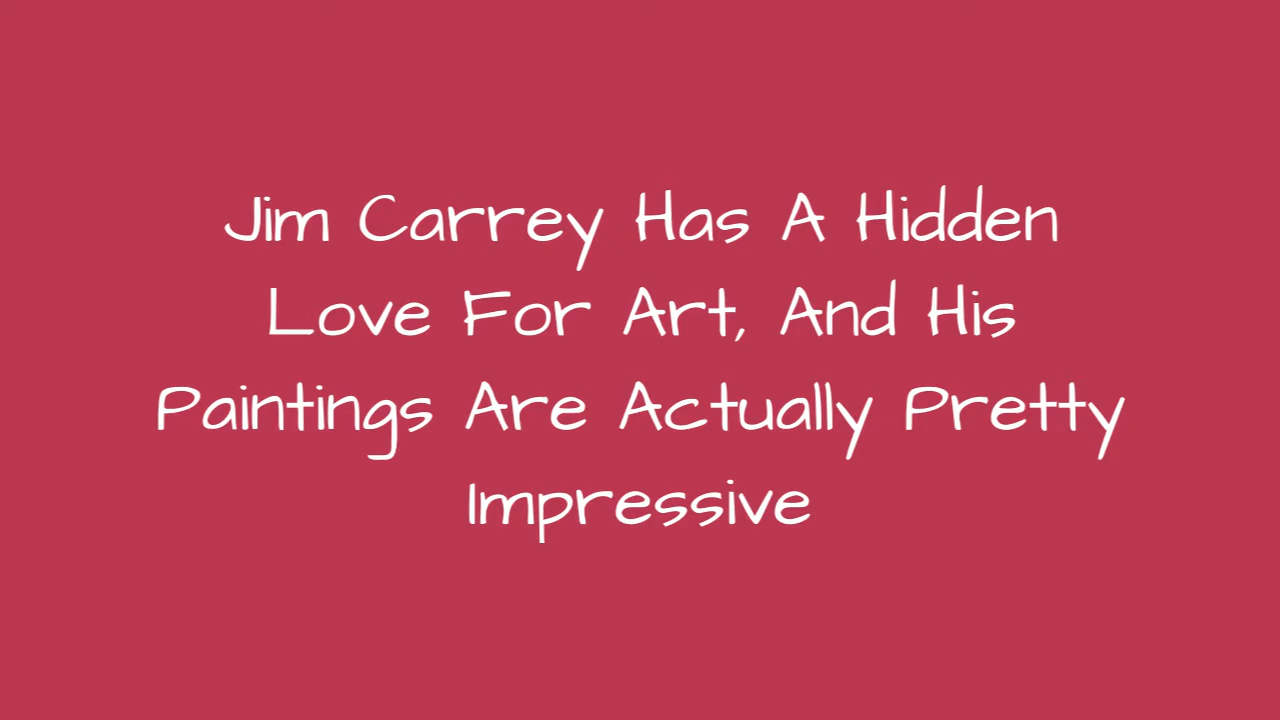 Jim Carrey Has A Hidden
Love For Art, And His
Paintings Are Actually Pretty
Impressive